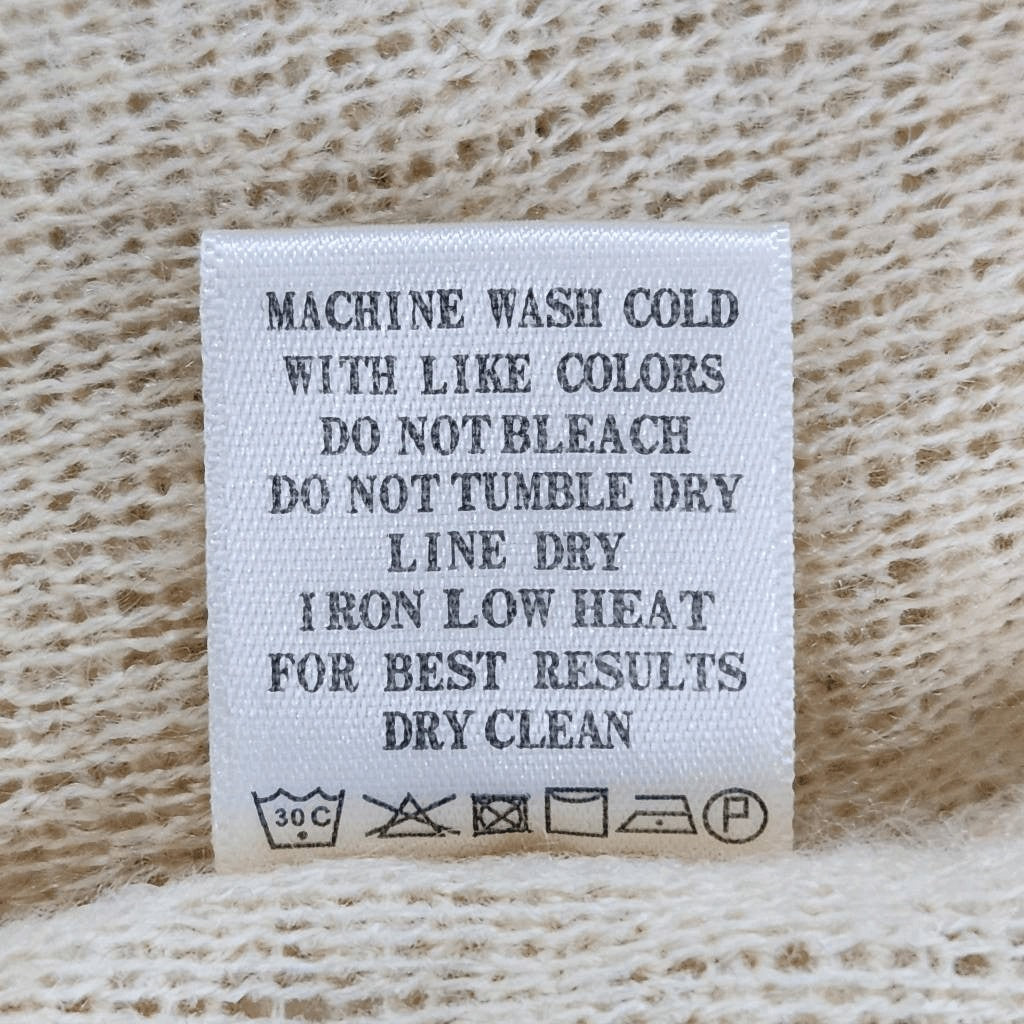 MACHINE WASH COLD
WITH LIKE COLORS
DO NOT BLEACH
DO NOT TUMBLE DRY
LINE DRY
IRON LOW HEAT
FOR BEST RESULTS
DRY CLEAN
30 C P